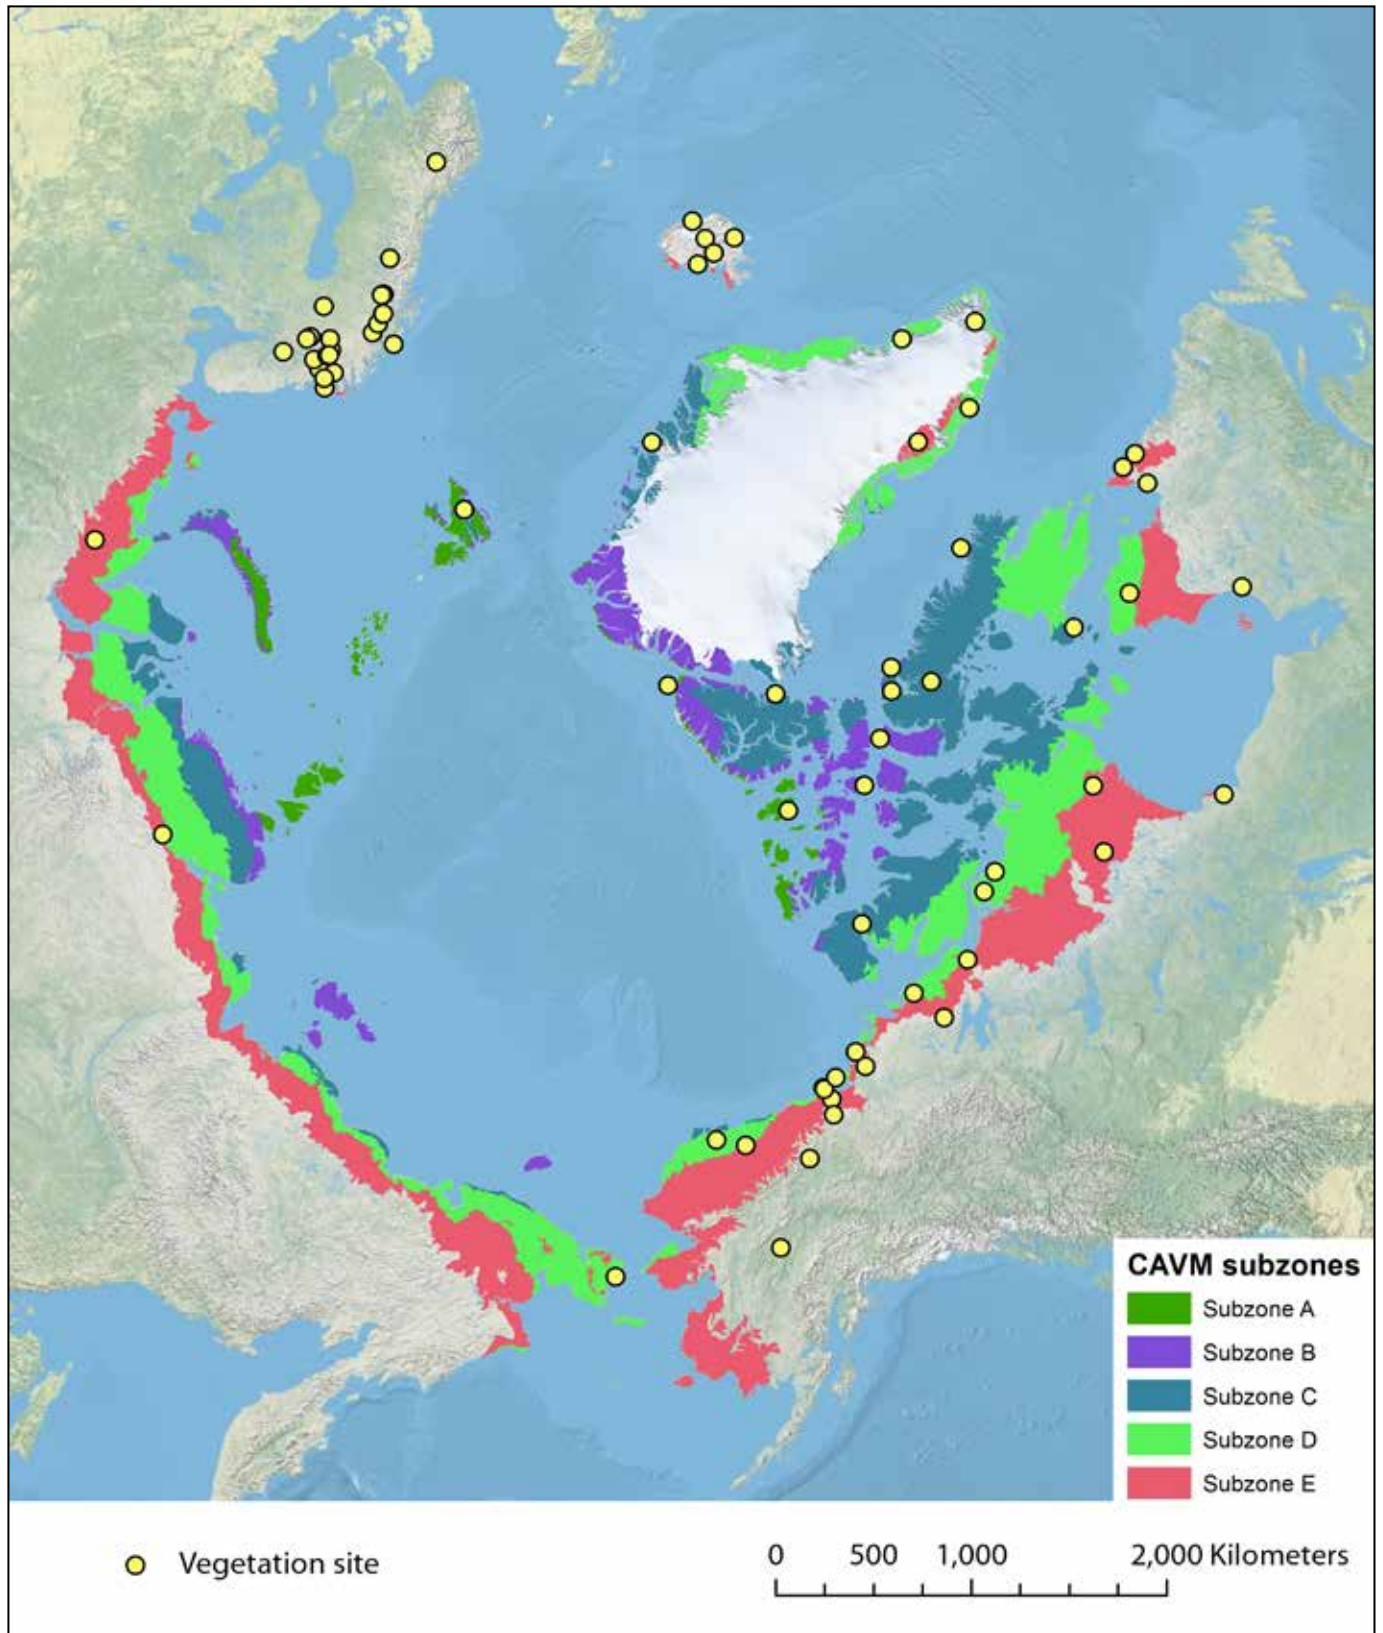 CAVM subzones
Subzone A
Subzone B
Subzone C
Subzone D
Subzone E
Vegetation site
0 500 1,000 2,000 Kilometers